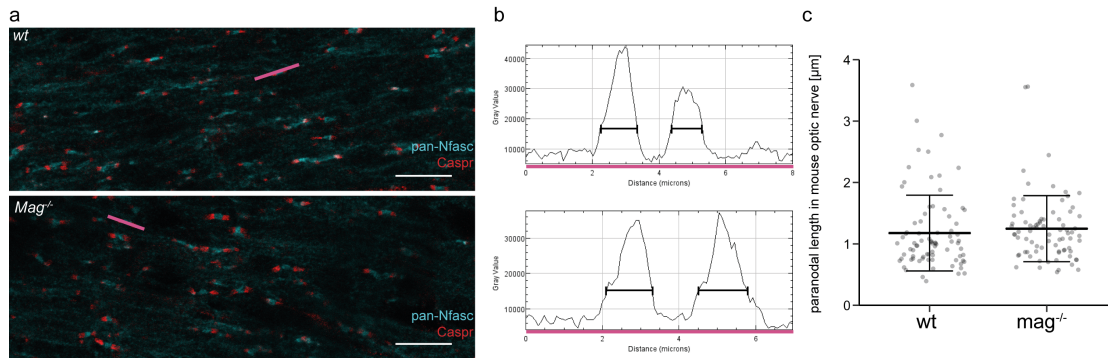 a
wt
pan-Nfasc
Caspr
Mag-/-
pan-Nfasc
Caspr
b
40000
30000
20000
10000
Gray Value
0
2
4
6
8
Distance (microns)
30000
20000
10000
Gray Value
0
2
4
6
Distance (microns)
c
paranodal length in mouse optic nerve [μm]
4
3
2
1
0
wt
mag-/-